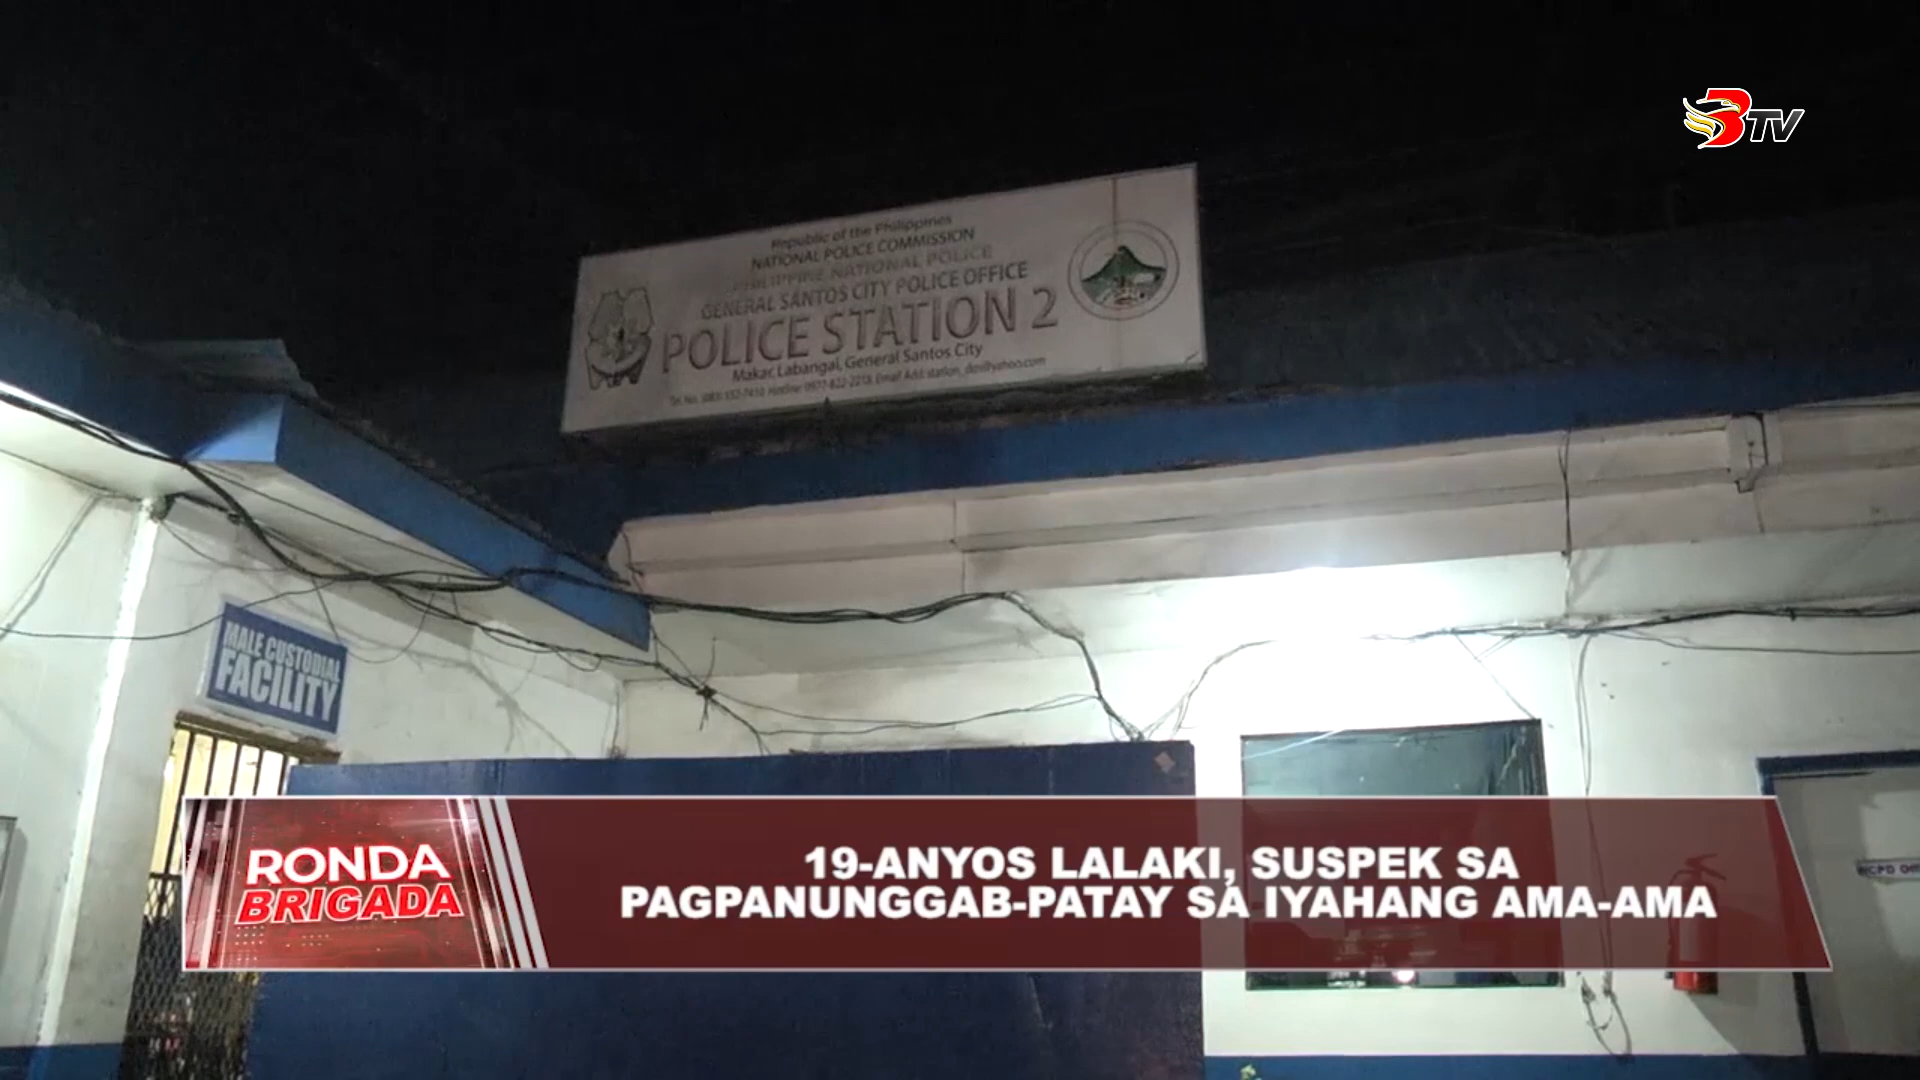 BTV
Republic of the Philippines
NATIONAL POLICE COMMISSION
PHILIPPINE NATIONAL POLICE
GENERAL SANTOS CITY POLICE OFFICE
POLICE STATION 2
Makar, Labangal, General Santos City
MALE CUSTODIAL
FACILITY
RONDA
BRIGADA
19-ANYOS LALAKI, SUSPEK SA
PAGPANUNGGAB-PATAY SA IYAHANG AMA-AMA